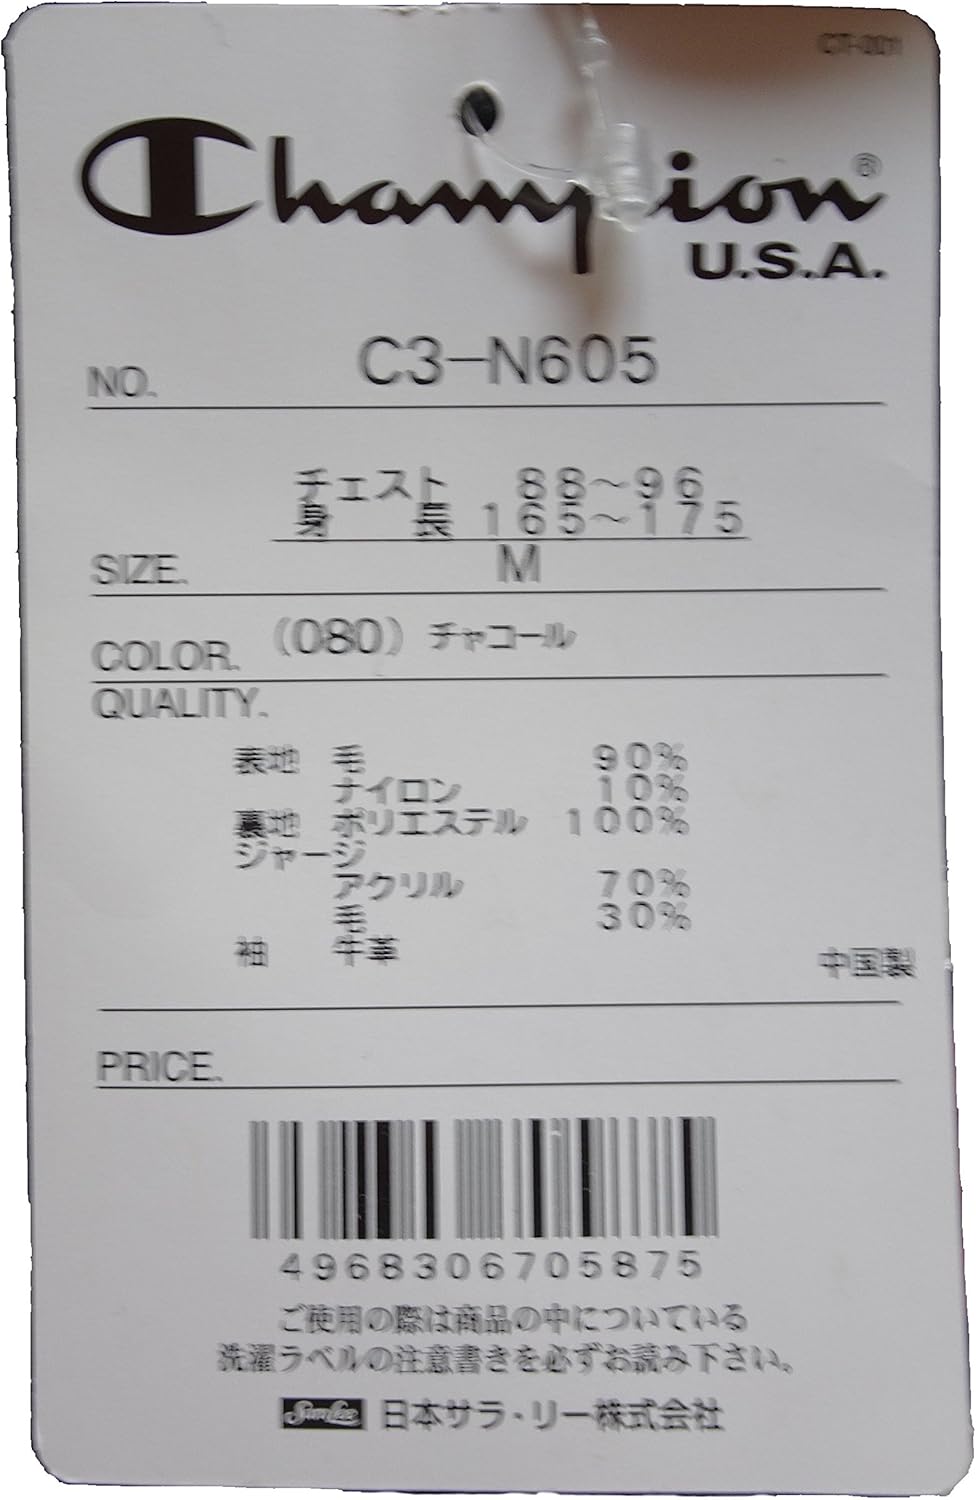 CT-001
Champion®
U.S.A.
NO. C3-N605
チェスト 88~96
身長 165~175
SIZE. M
COLOR. (080) チャコール
QUALITY.
表地 毛 90%
ナイロン 10%
裏地 ポリエステル 100%
ジャージ
アクリル 70%
毛 30%
袖 牛革
中国製
PRICE.
4968306705875
ご使用の際は商品の中についている
洗濯ラベルの注意書きを必ずお読み下さい。
SaraLee 日本サラ・リー株式会社